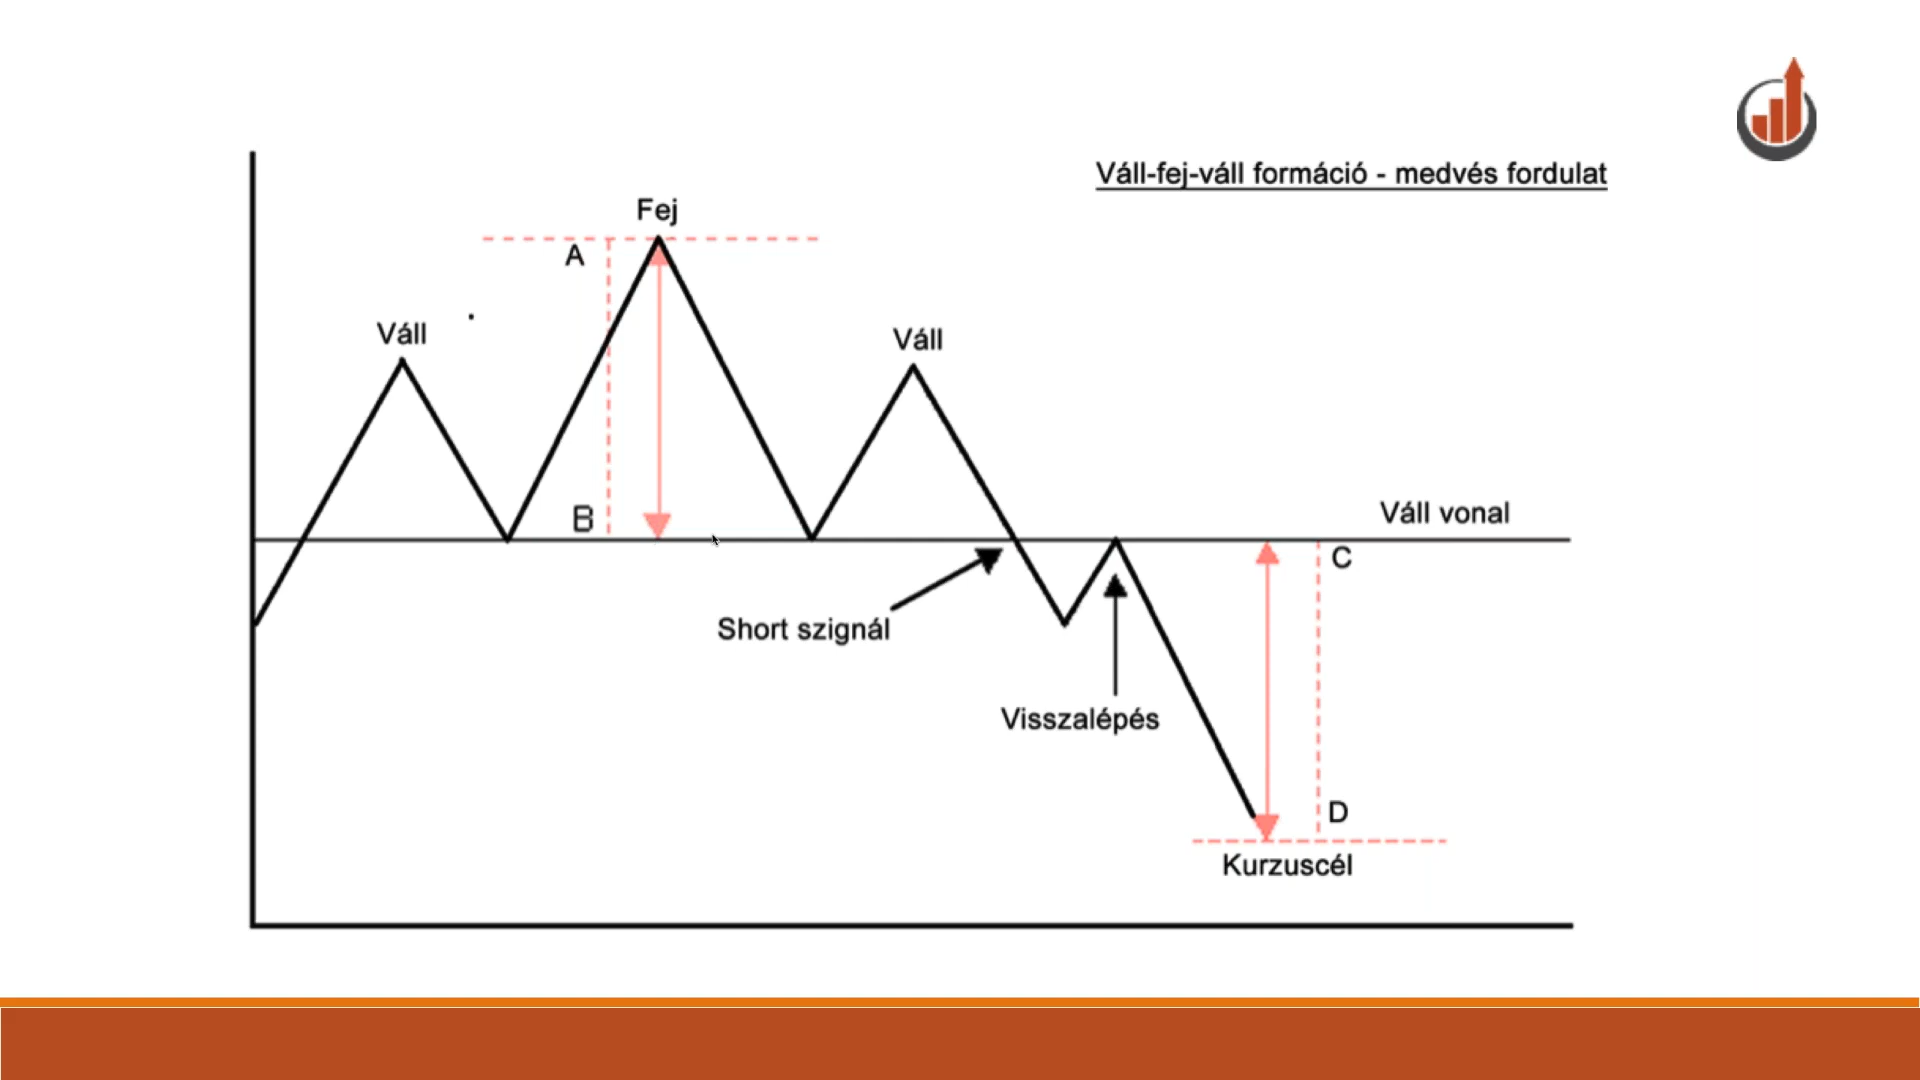 Váll-fej-váll formáció - medvés fordulat
Fej
A
Váll
Váll
B
Váll vonal
C
Short szignál
Visszalépés
D
Kurzuscél